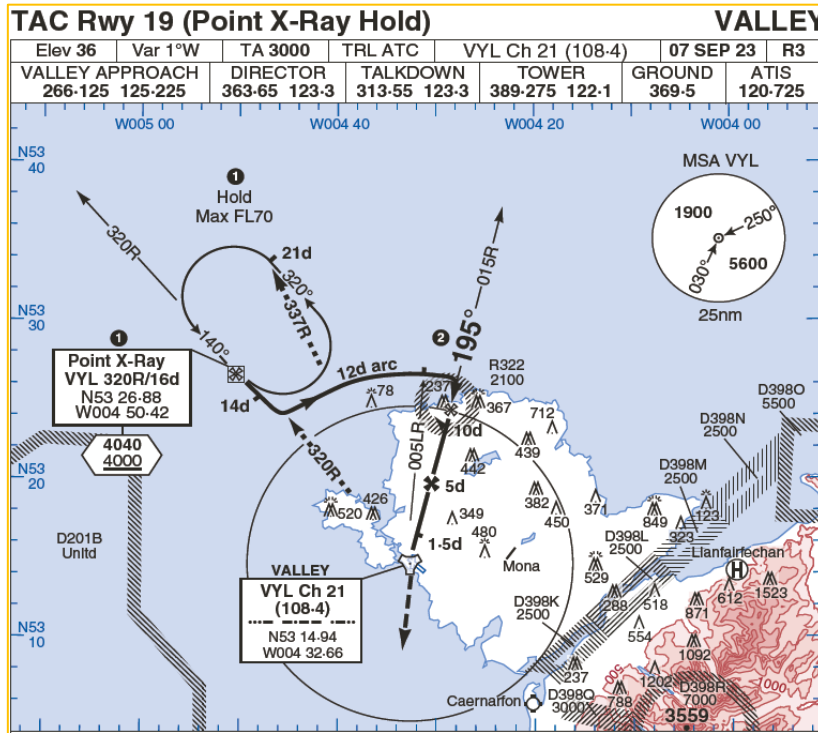 TAC Rwy 19 (Point X-Ray Hold) VALLEY
Elev 36 Var 1°W TA 3000 TRL ATC VYL Ch 21 (108·4) 07 SEP 23 R3
VALLEY APPROACH DIRECTOR TALKDOWN TOWER GROUND ATIS
266·125 125·225 363·65 123·3 313·55 123·3 389·275 122·1 369·5 120·725
W005 00 W004 40 W004 20 W004 00
N53
40
MSA VYL
1900
250°
5600
030°
25nm
1
Hold
Max FL70
320R
21d
320°
337R
015R
N53
30
140°
1
2
195°
Point X-Ray
VYL 320R/16d
N53 26·88
W004 50·42
12d arc
R322
2100
14d
78
237
367
712
D398O
5500
D398N
2500
4040
4000
10d
005LR
439
442
D398M
2500
N53
20
320R
5d
382
371
123
520
426
349
450
849
323
480
D398L
2500
D201B
Unltd
1·5d
Mona
529
Llanfairfechan
H
VALLEY
VYL Ch 21
(108·4)
N53 14·94
W004 32·66
D398K
2500
288
518
612
1523
871
554
N53
10
1092
237
500
1202
1000
Caernarfon
D398Q
3000
788
D398R
7000
3559